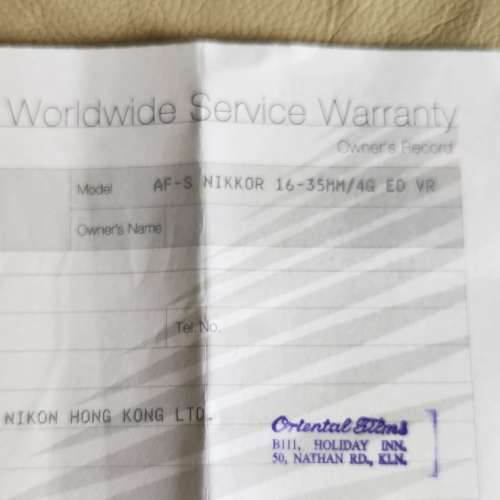 Worldwide Service Warranty
Owner's Record
Model AF-S NIKKOR 16-35MM/4G ED VR
Owner's Name
Tel.No.
NIKON HONG KONG LTD.
Oriental Films
B111, HOLIDAY INN.
50, NATHAN RD., KLN.